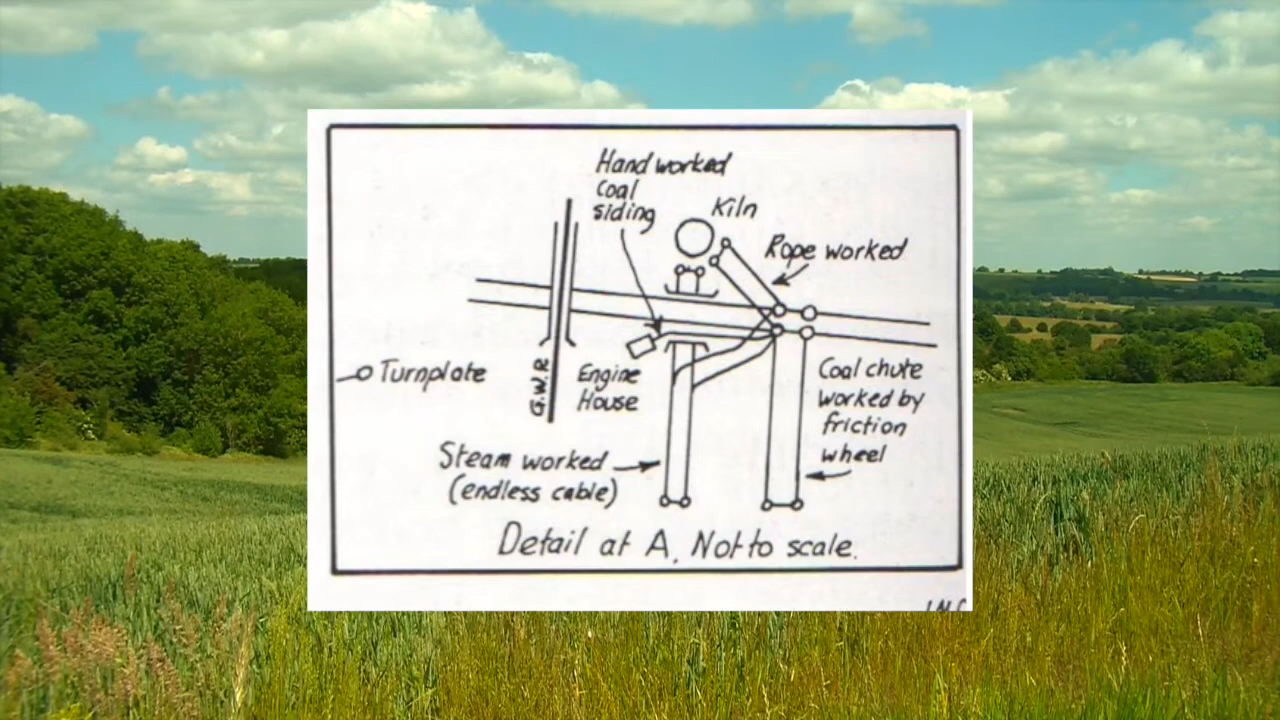 Hand worked
Coal
siding
Kiln
Rope worked
Turnplate
G.W.R
Engine
House
Coal chute
worked by
friction
wheel
Steam worked
(endless cable)
Detail at A. Not to scale.